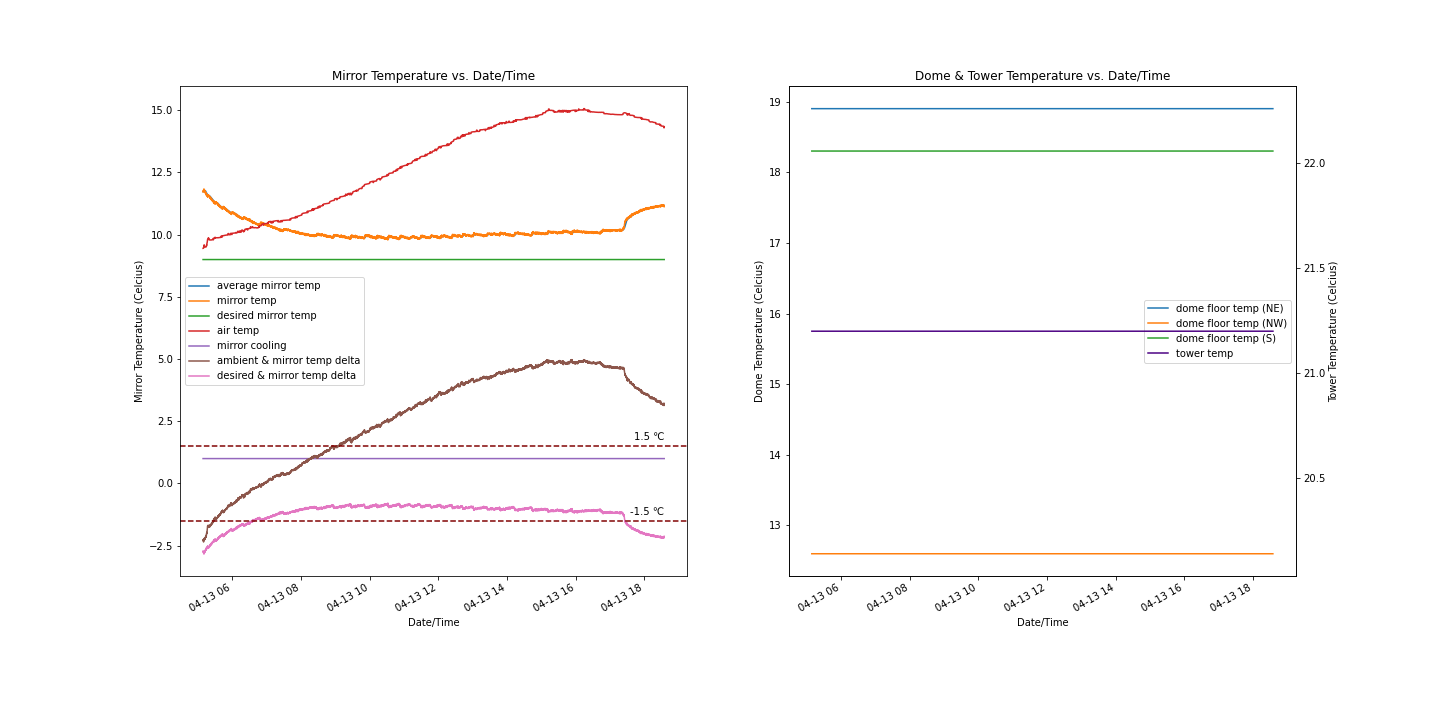 Mirror Temperature vs. Date/Time
Mirror Temperature (Celcius)
15.0
12.5
10.0
7.5
5.0
2.5
0.0
−2.5
average mirror temp
mirror temp
desired mirror temp
air temp
mirror cooling
ambient & mirror temp delta
desired & mirror temp delta
1.5 °C
-1.5 °C
04-13 06
04-13 08
04-13 10
04-13 12
04-13 14
04-13 16
04-13 18
Date/Time
Dome & Tower Temperature vs. Date/Time
Dome Temperature (Celcius)
19
18
17
16
15
14
13
dome floor temp (NE)
dome floor temp (NW)
dome floor temp (S)
tower temp
22.0
21.5
21.0
20.5
Tower Temperature (Celcius)
04-13 06
04-13 08
04-13 10
04-13 12
04-13 14
04-13 16
04-13 18
Date/Time